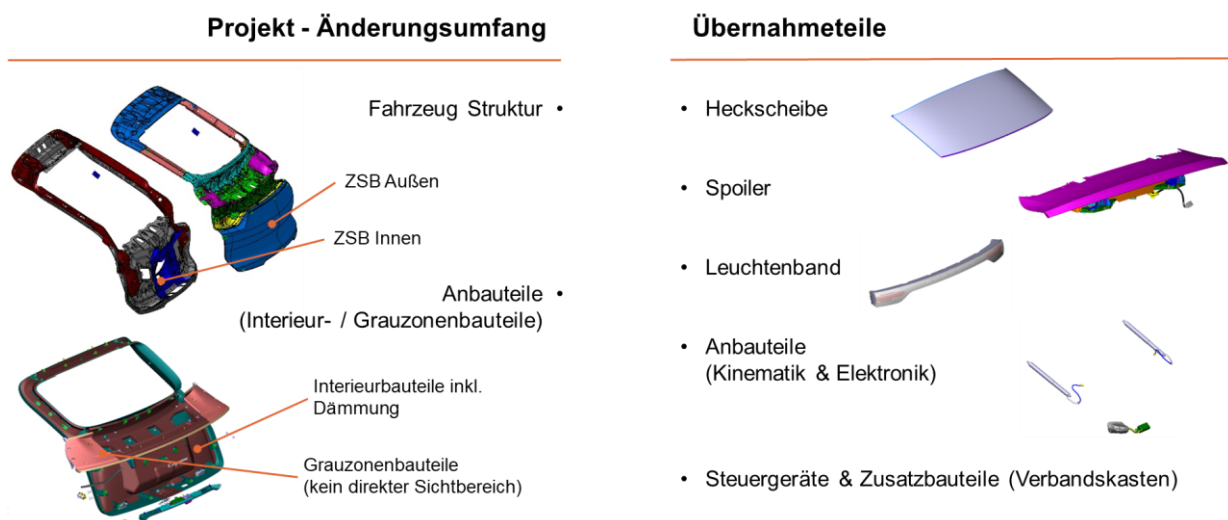 Projekt - Änderungsumfang
Fahrzeug Struktur •
ZSB Außen
ZSB Innen
Anbauteile •
(Interieur- / Grauzonenbauteile)
Interieurbauteile inkl.
Dämmung
Grauzonenbauteile
(kein direkter Sichtbereich)
Übernahmeteile
• Heckscheibe
• Spoiler
• Leuchtenband
• Anbauteile
(Kinematik & Elektronik)
• Steuergeräte & Zusatzbauteile (Verbandskasten)